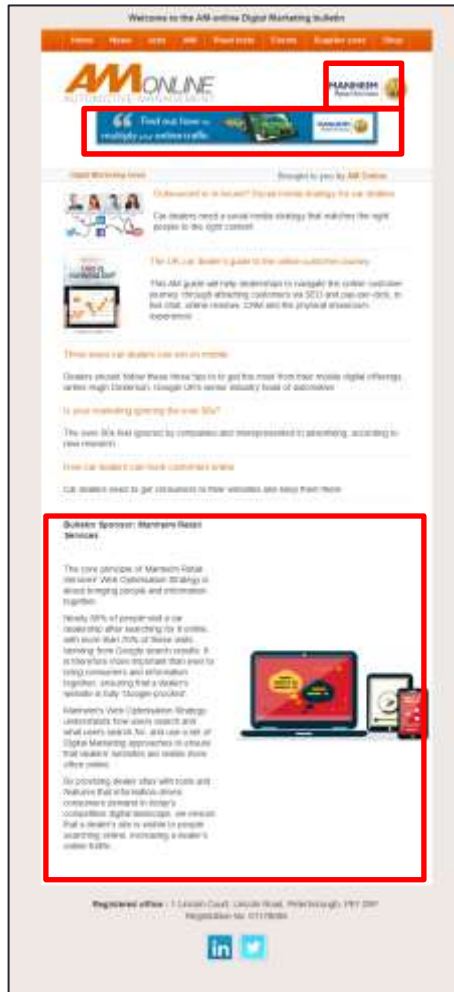 Welcome to the AM-online Digital Marketing bulletin
Home News Jobs AM Road tests Events Supplier zone Shop
AM ONLINE
AUTOMOTIVE MANAGEMENT
MANHEIM
Retail Services
Find out how to
multiply your online traffic
MANHEIM
Digital Marketing news
Brought to you by AM Online
Outsourced or in-house? Social media strategy for car dealers
Car dealers need a social media strategy that matches the right
people to the right content
The UK car dealer's guide to the online customer journey
This AM guide will help dealerships to navigate the online customer
journey, through attracting customers via SEO and pay-per-click, to
live chat, online reviews, CRM and the physical showroom
experience
Three ways car dealers can win on mobile
Dealers should follow these three tips to get the most from their mobile digital offerings,
writes Hugh Dickerson, Google UK's senior industry head of automotive
Is your marketing ignoring the over 50s?
The over 50s feel ignored by companies and misrepresented in advertising, according to
new research
How car dealers can hook customers online
Car dealers need to get consumers to their websites and keep them there
Bulletin Sponsor: Manheim Retail
Services
The core principle of Manheim Retail
Services' Web Optimisation Strategy is
about bringing people and information
together.
Nearly of people visit a car
dealership after searching for it online,
with more than of these visits
coming from Google search results. It
is therefore more important than ever to
bring consumers and information
together, ensuring that a dealer's
website is fully 'Google-proofed'.
Manheim's Web Optimisation Strategy
understands how users search and
what users search for, and use a set of
Digital Marketing approaches to ensure
that dealers' websites are visible more
often online.
By providing dealer sites with tools and
features that information-driven
consumers demand in today's
competitive digital landscape, we ensure
that a dealer's site is visible to people
searching online, increasing a dealer's
online traffic.
Registered office - 1 Lincoln Court, Lincoln Road, Peterborough, PE1 2RF
Registration No.
in